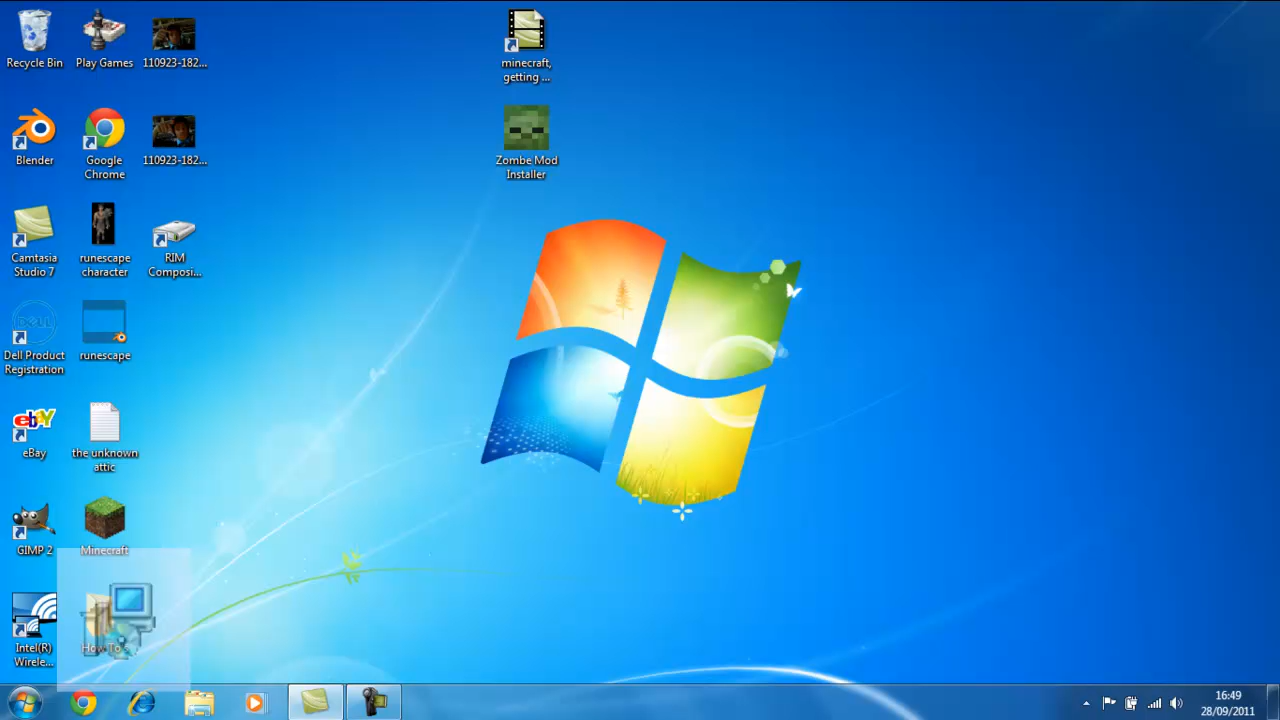 Recycle Bin
Play Games
110923-182...
minecraft,
getting ...
Blender
Google
Chrome
110923-182...
Zombe Mod
Installer
Camtasia
Studio 7
runescape
character
RIM
Composi...
DELL
Dell Product
Registration
runescape
ebY
eBay
the unknown
attic
GIMP 2
Minecraft
Intel(R)
Wirele...
How To
16:49
28/09/2011